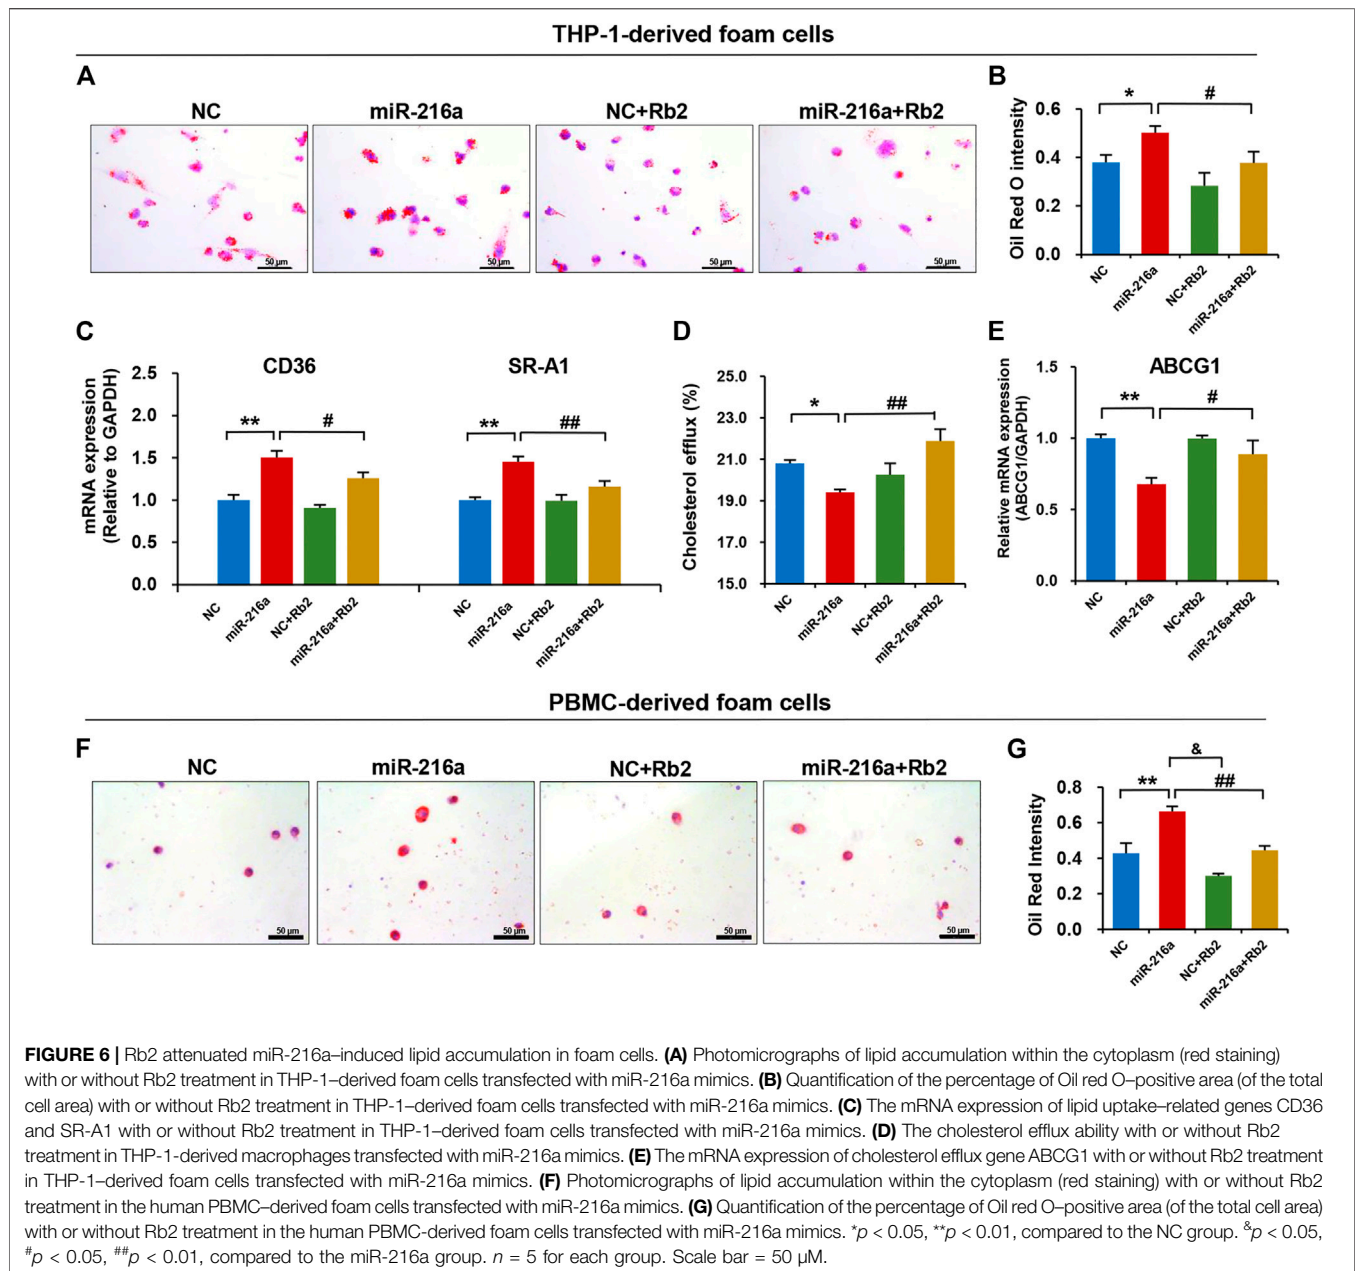 THP-1-derived foam cells
A
NC
miR-216a
NC+Rb2
miR-216a+Rb2
50 µm
50 µm
50 µm
50 µm
B
Oil Red O intensity
0.6
0.4
0.2
0.0
*
#
NC
miR-216a
NC+Rb2
miR-216a+Rb2
C
mRNA expression
(Relative to GAPDH)
2.5
2.0
1.5
1.0
0.5
0.0
CD36
**
#
SR-A1
**
##
NC
miR-216a
NC+Rb2
miR-216a+Rb2
NC
miR-216a
NC+Rb2
miR-216a+Rb2
D
Cholesterol efflux (%)
25.0
23.0
21.0
19.0
17.0
15.0
*
##
NC
miR-216a
NC+Rb2
miR-216a+Rb2
E
Relative mRNA expression
(ABCG1/GAPDH)
1.5
1.0
0.5
0.0
ABCG1
**
#
NC
miR-216a
NC+Rb2
miR-216a+Rb2
PBMC-derived foam cells
F
NC
miR-216a
NC+Rb2
miR-216a+Rb2
50 µm
50 µm
50 µm
50 µm
G
Oil Red Intensity
0.8
0.6
0.4
0.2
0.0
&
**
##
NC
miR-216a
NC+Rb2
miR-216a+Rb2
FIGURE 6 | Rb2 attenuated miR-216a–induced lipid accumulation in foam cells. (A) Photomicrographs of lipid accumulation within the cytoplasm (red staining)
with or without Rb2 treatment in THP-1–derived foam cells transfected with miR-216a mimics. (B) Quantification of the percentage of Oil red O–positive area (of the total
cell area) with or without Rb2 treatment in THP-1–derived foam cells transfected with miR-216a mimics. (C) The mRNA expression of lipid uptake–related genes CD36
and SR-A1 with or without Rb2 treatment in THP-1–derived foam cells transfected with miR-216a mimics. (D) The cholesterol efflux ability with or without Rb2
treatment in THP-1-derived macrophages transfected with miR-216a mimics. (E) The mRNA expression of cholesterol efflux gene ABCG1 with or without Rb2 treatment
in THP-1–derived foam cells transfected with miR-216a mimics. (F) Photomicrographs of lipid accumulation within the cytoplasm (red staining) with or without Rb2
treatment in the human PBMC–derived foam cells transfected with miR-216a mimics. (G) Quantification of the percentage of Oil red O–positive area (of the total cell area)
with or without Rb2 treatment in the human PBMC-derived foam cells transfected with miR-216a mimics. *p < 0.05, **p < 0.01, compared to the NC group. &p < 0.05,
#p < 0.05, ##p < 0.01, compared to the miR-216a group. n = 5 for each group. Scale bar = 50 µM.